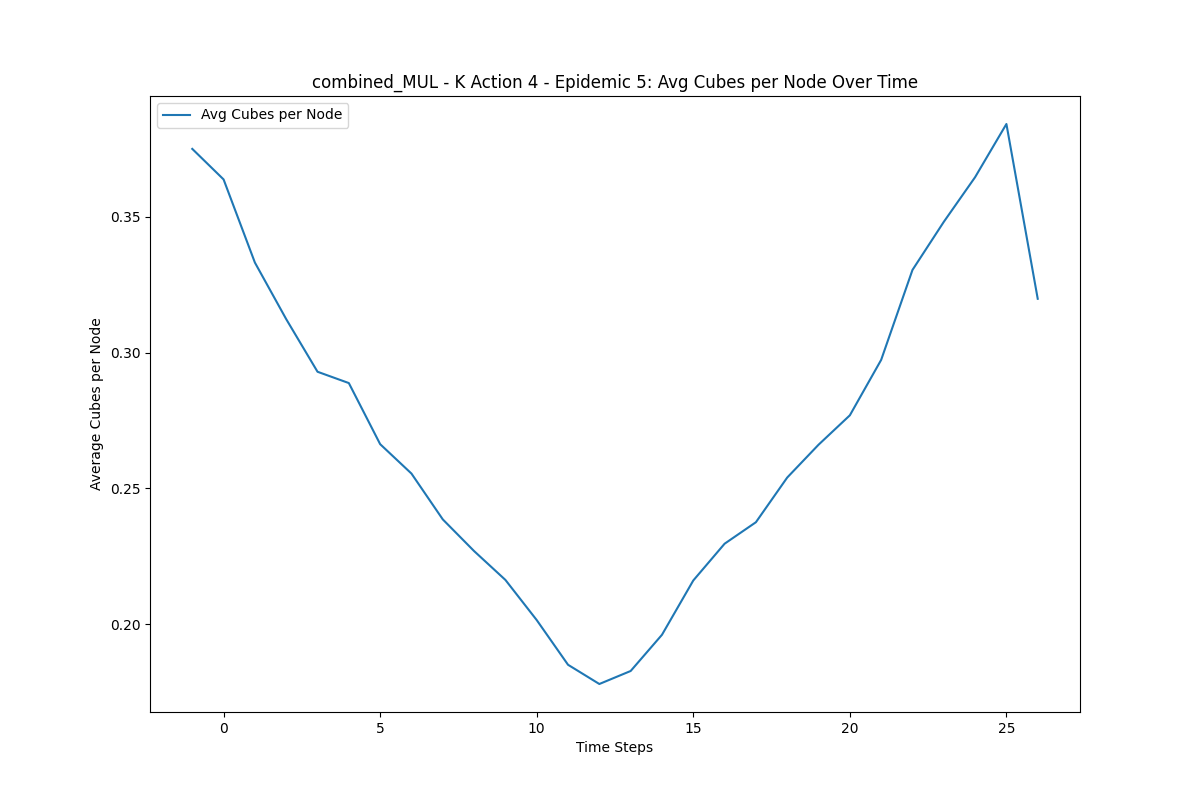 combined_MUL - K Action 4 - Epidemic 5: Avg Cubes per Node Over Time
Avg Cubes per Node
Average Cubes per Node
0.35
0.30
0.25
0.20
0 5 10 15 20 25
Time Steps